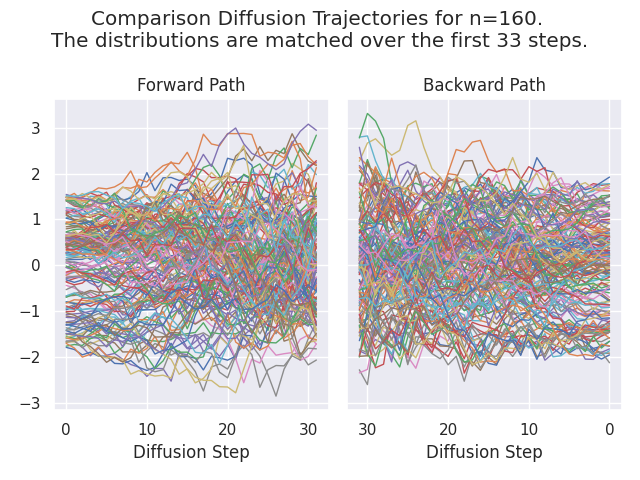 Comparison Diffusion Trajectories for n=160.
The distributions are matched over the first 33 steps.
Forward Path
Backward Path
3
2
1
0
−1
−2
−3
0 10 20 30
30 20 10 0
Diffusion Step
Diffusion Step